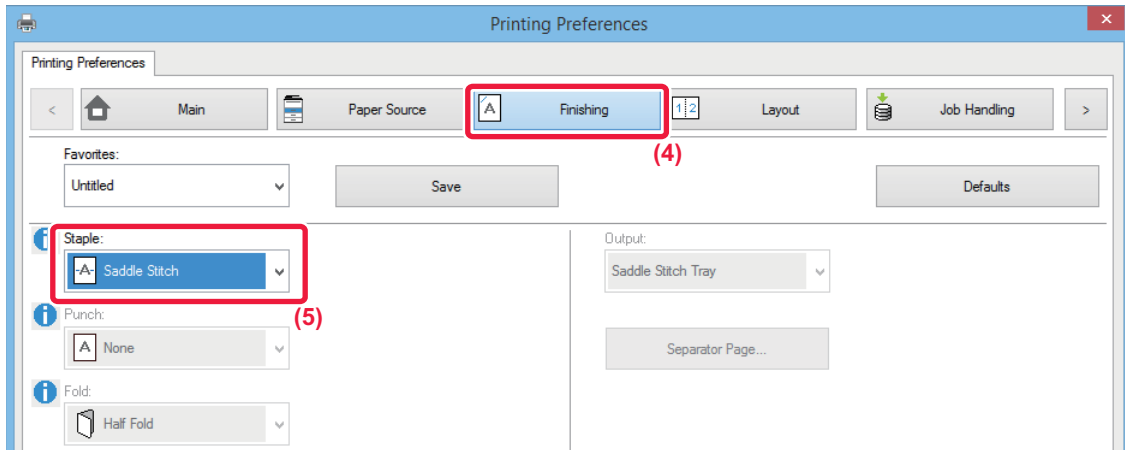 Printing Preferences
Printing Preferences
< Main Paper Source Finishing Layout Job Handling >
(4)
Favorites:
Untitled Save Defaults
Staple: Output:
Saddle Stitch Saddle Stitch Tray
(5)
Punch:
None Separator Page...
Fold:
Half Fold